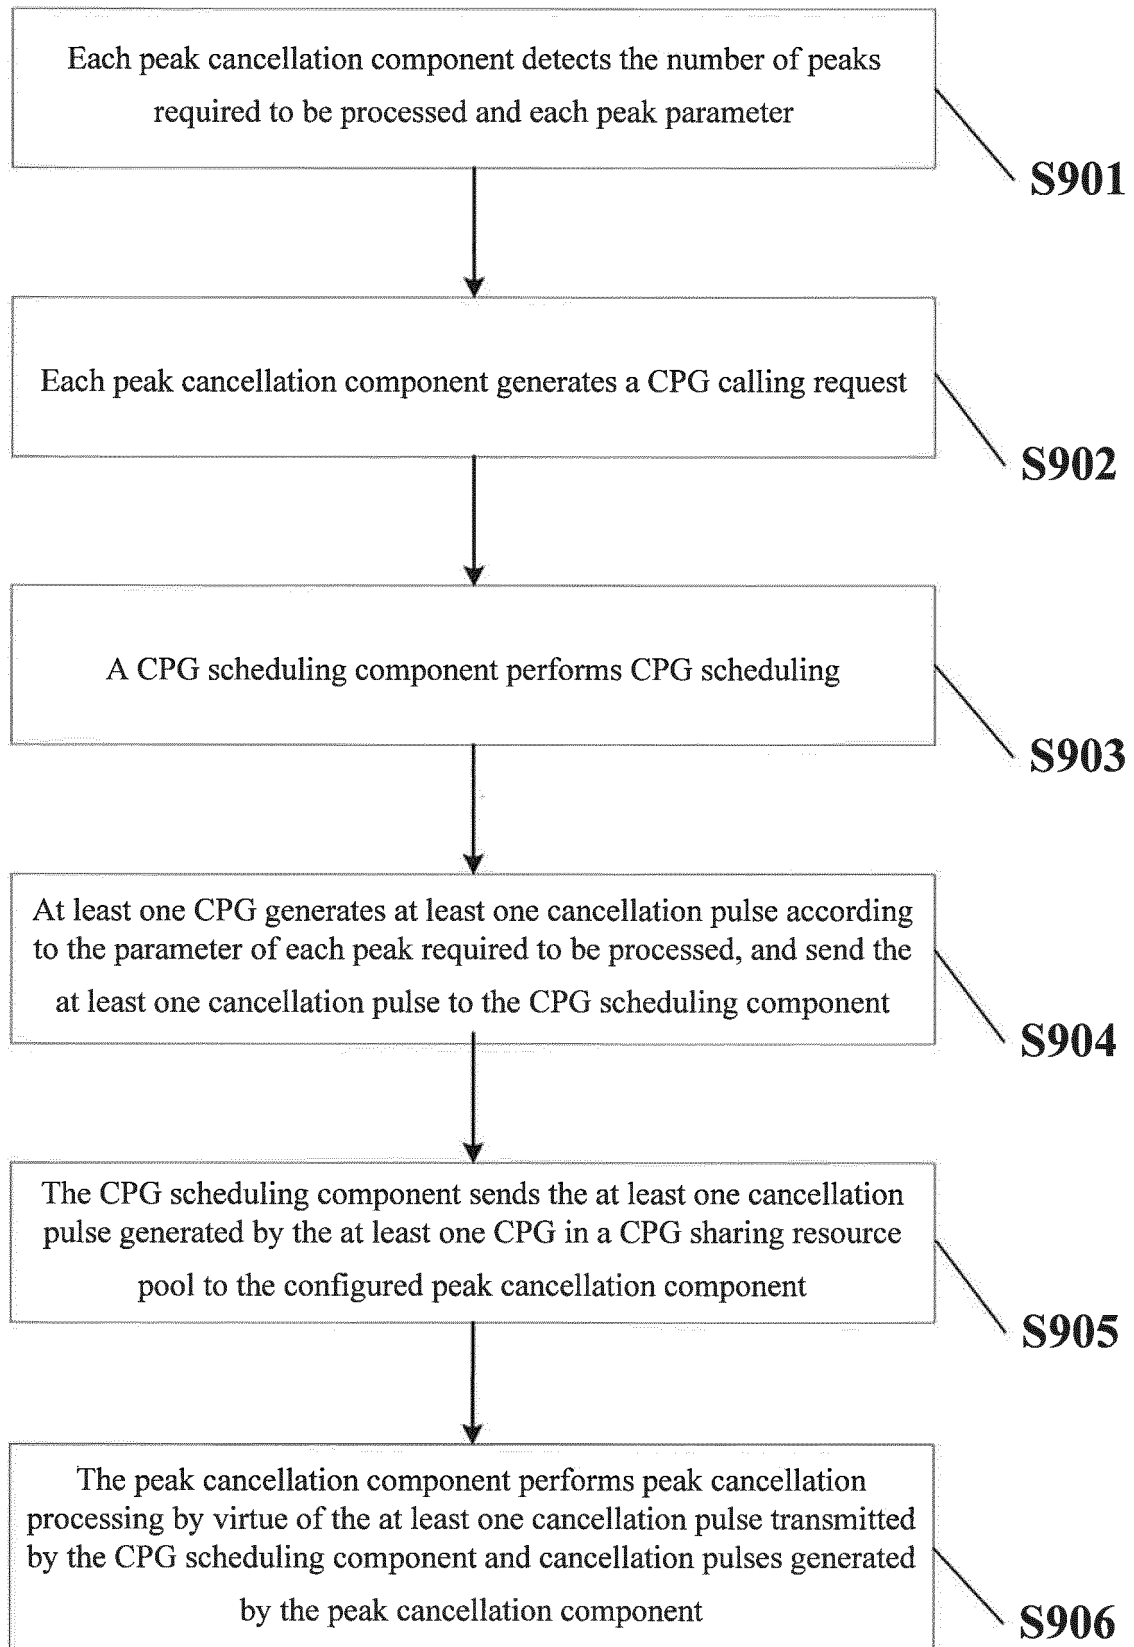 Each peak cancellation component detects the number of peaks
required to be processed and each peak parameter
S901
Each peak cancellation component generates a CPG calling request
S902
A CPG scheduling component performs CPG scheduling
S903
At least one CPG generates at least one cancellation pulse according
to the parameter of each peak required to be processed, and send the
at least one cancellation pulse to the CPG scheduling component
S904
The CPG scheduling component sends the at least one cancellation
pulse generated by the at least one CPG in a CPG sharing resource
pool to the configured peak cancellation component
S905
The peak cancellation component performs peak cancellation
processing by virtue of the at least one cancellation pulse transmitted
by the CPG scheduling component and cancellation pulses generated
by the peak cancellation component
S906